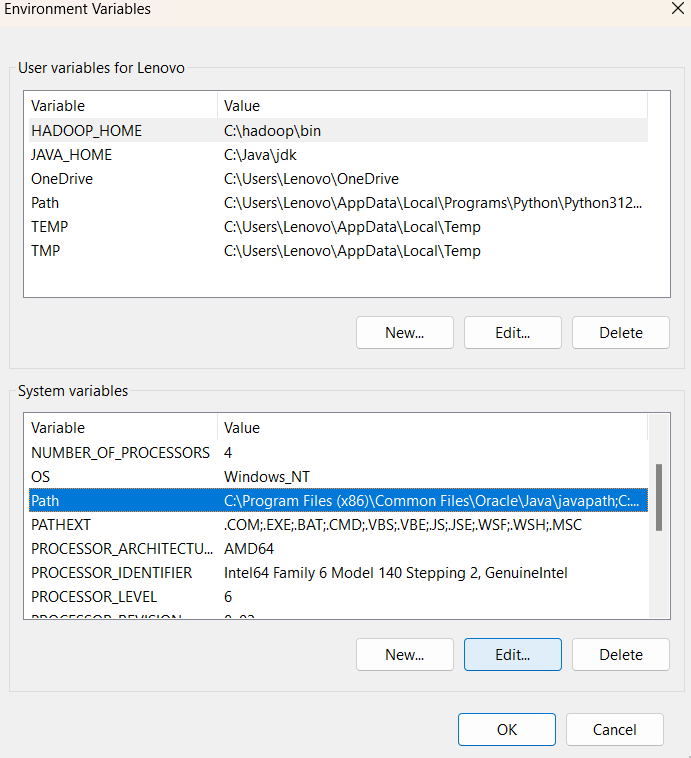 Environment Variables
User variables for Lenovo
Variable Value
HADOOP_HOME C:\hadoop\bin
JAVA_HOME C:\Java\jdk
OneDrive C:\Users\Lenovo\OneDrive
Path C:\Users\Lenovo\AppData\Local\Programs\Python\Python312...
TEMP C:\Users\Lenovo\AppData\Local\Temp
TMP C:\Users\Lenovo\AppData\Local\Temp
New... Edit... Delete
System variables
Variable Value
NUMBER_OF_PROCESSORS 4
OS Windows_NT
Path C:\Program Files (x86)\Common Files\Oracle\Java\javapath;C:...
PATHEXT .COM;.EXE;.BAT;.CMD;.VBS;.VBE;.JS;.JSE;.WSF;.WSH;.MSC
PROCESSOR_ARCHITECTU... AMD64
PROCESSOR_IDENTIFIER Intel64 Family 6 Model 140 Stepping 2, GenuineIntel
PROCESSOR_LEVEL 6
New... Edit... Delete
OK Cancel